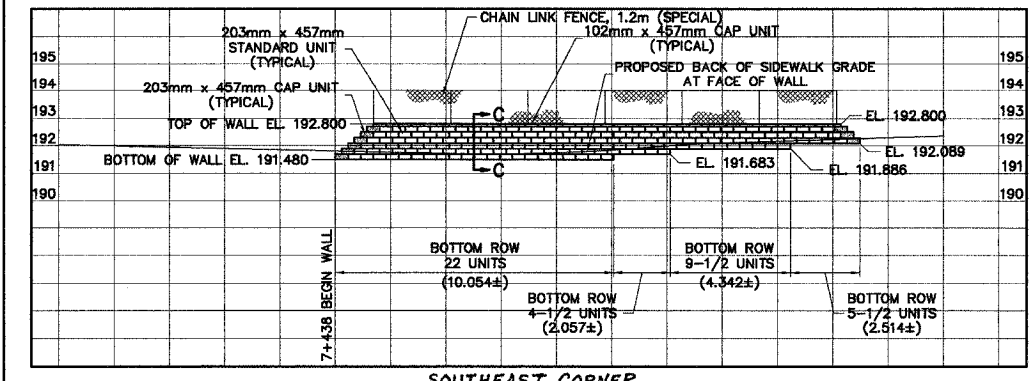 CHAIN LINK FENCE, 1.2m (SPECIAL)
203mm x 457mm
STANDARD UNIT
(TYPICAL)
102mm x 457mm CAP UNIT
(TYPICAL)
PROPOSED BACK OF SIDEWALK GRADE
AT FACE OF WALL
203mm x 457mm CAP UNIT
(TYPICAL)
TOP OF WALL EL. 192.800
BOTTOM OF WALL EL. 191.480
C
C
EL. 192.800
EL. 192.089
EL. 191.886
EL. 191.683
195
194
193
192
191
190
195
194
193
192
191
190
7+438 BEGIN WALL
BOTTOM ROW
22 UNITS
(10.054±)
BOTTOM ROW
4-1/2 UNITS
(2.057±)
BOTTOM ROW
9-1/2 UNITS
(4.342±)
BOTTOM ROW
5-1/2 UNITS
(2.514±)
SOUTHEAST CORNER